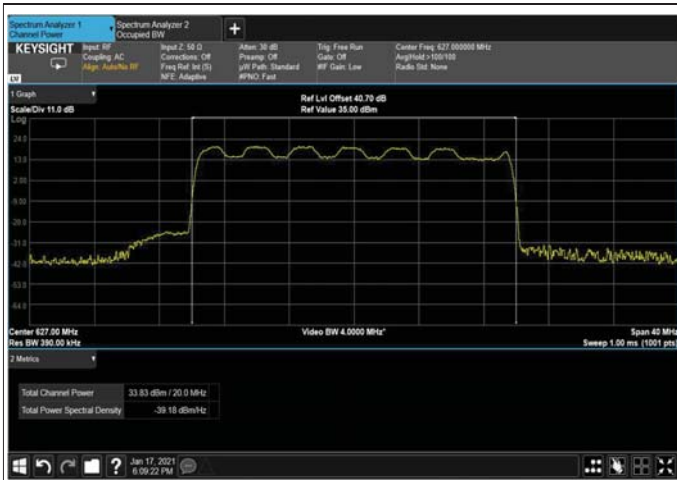 Spectrum Analyzer 1
Channel Power
Spectrum Analyzer 2
Occupied BW
+
KEYSIGHT
Input: RF
Coupling: AC
Align: Auto/No RF
Input Z: 50 Ω
Corrections: Off
Freq Ref: Int (S)
NFE: Adaptive
Atten: 30 dB
Preamp: Off
µW Path: Standard
#PNO: Fast
Trig: Free Run
Gate: Off
#IF Gain: Low
Center Freq: 627.000000 MHz
Avg|Hold:>100/100
Radio Std: None
1 Graph
Scale/Div 11.0 dB
Ref Lvl Offset 40.70 dB
Ref Value 35.00 dBm
Log
24.0
13.0
2.00
-9.00
-20.0
-31.0
-42.0
-53.0
-64.0
Center 627.00 MHz
Video BW 4.0000 MHz*
Span 40 MHz
Res BW 390.00 kHz
Sweep 1.00 ms (1001 pts)
2 Metrics
Total Channel Power 33.83 dBm / 20.0 MHz
Total Power Spectral Density -39.18 dBm/Hz
?
Jan 17, 2021
6:09:22 PM